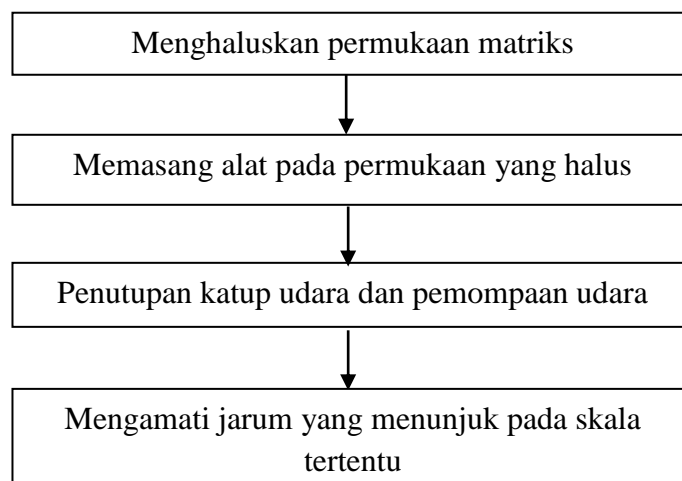 Menghaluskan permukaan matriks
Memasang alat pada permukaan yang halus
Penutupan katup udara dan pemompaan udara
Mengamati jarum yang menunjuk pada skala
tertentu